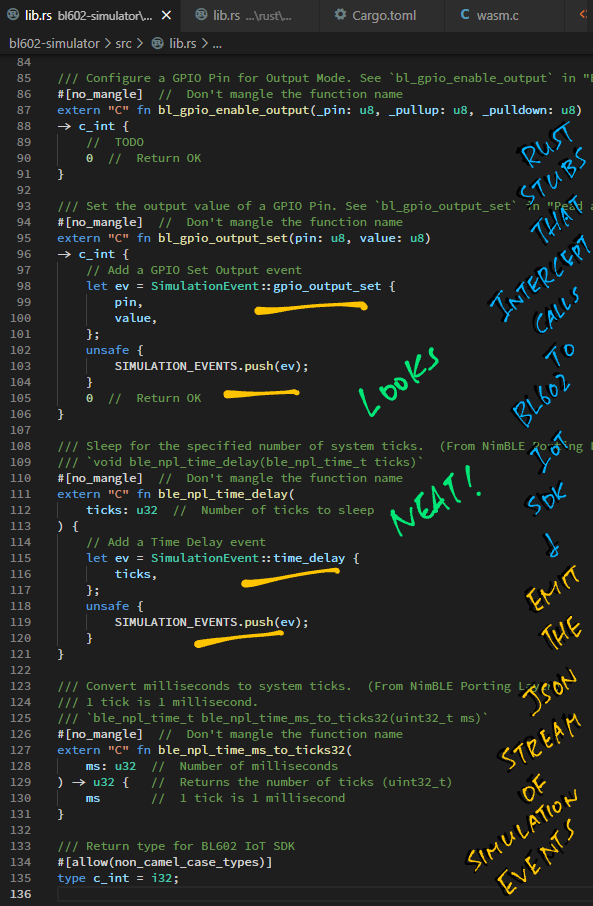 lib.rs bl602-simulator\... ×
lib.rs ...\rust\...
Cargo.toml
C wasm.c
bl602-simulator > src > lib.rs > ...
84
85 /// Configure a GPIO Pin for Output Mode. See `bl_gpio_enable_output` in "
86 #[no_mangle]  //  Don't mangle the function name
87 extern "C" fn bl_gpio_enable_output(_pin: u8, _pullup: u8, _pulldown: u8)
88 → c_int {
89     //  TODO
90     0  //  Return OK
91 }
92
93 /// Set the output value of a GPIO Pin. See `bl_gpio_output_set` in "Read a
94 #[no_mangle]  //  Don't mangle the function name
95 extern "C" fn bl_gpio_output_set(pin: u8, value: u8)
96 → c_int {
97     // Add a GPIO Set Output event
98     let ev = SimulationEvent::gpio_output_set {
99         pin,
100         value,
101     };
102     unsafe {
103         SIMULATION_EVENTS.push(ev);
104     }
105     0  //  Return OK
106 }
107
108 /// Sleep for the specified number of system ticks.  (From NimBLE Porting L
109 /// `void ble_npl_time_delay(ble_npl_time_t ticks)`
110 #[no_mangle]  //  Don't mangle the function name
111 extern "C" fn ble_npl_time_delay(
112     ticks: u32  //  Number of ticks to sleep
113 ) {
114     // Add a Time Delay event
115     let ev = SimulationEvent::time_delay {
116         ticks,
117     };
118     unsafe {
119         SIMULATION_EVENTS.push(ev);
120     }
121 }
122
123 /// Convert milliseconds to system ticks.  (From NimBLE Porting Lay
124 /// 1 tick is 1 millisecond.
125 /// `ble_npl_time_t ble_npl_time_ms_to_ticks32(uint32_t ms)`
126 #[no_mangle]  //  Don't mangle the function name
127 extern "C" fn ble_npl_time_ms_to_ticks32(
128     ms: u32  //  Number of milliseconds
129 ) → u32 {   //  Returns the number of ticks (uint32_t)
130     ms       //  1 tick is 1 millisecond
131 }
132
133 /// Return type for BL602 IoT SDK
134 #[allow(non_camel_case_types)]
135 type c_int = i32;
136
LOOKS
NEAT!
RUST
STUBS
THAT
INTERCEPT
CALLS
TO
BL602
IOT
SDK
&
EMIT
THE
JSON
STREAM
OF
SIMULATION
EVENTS